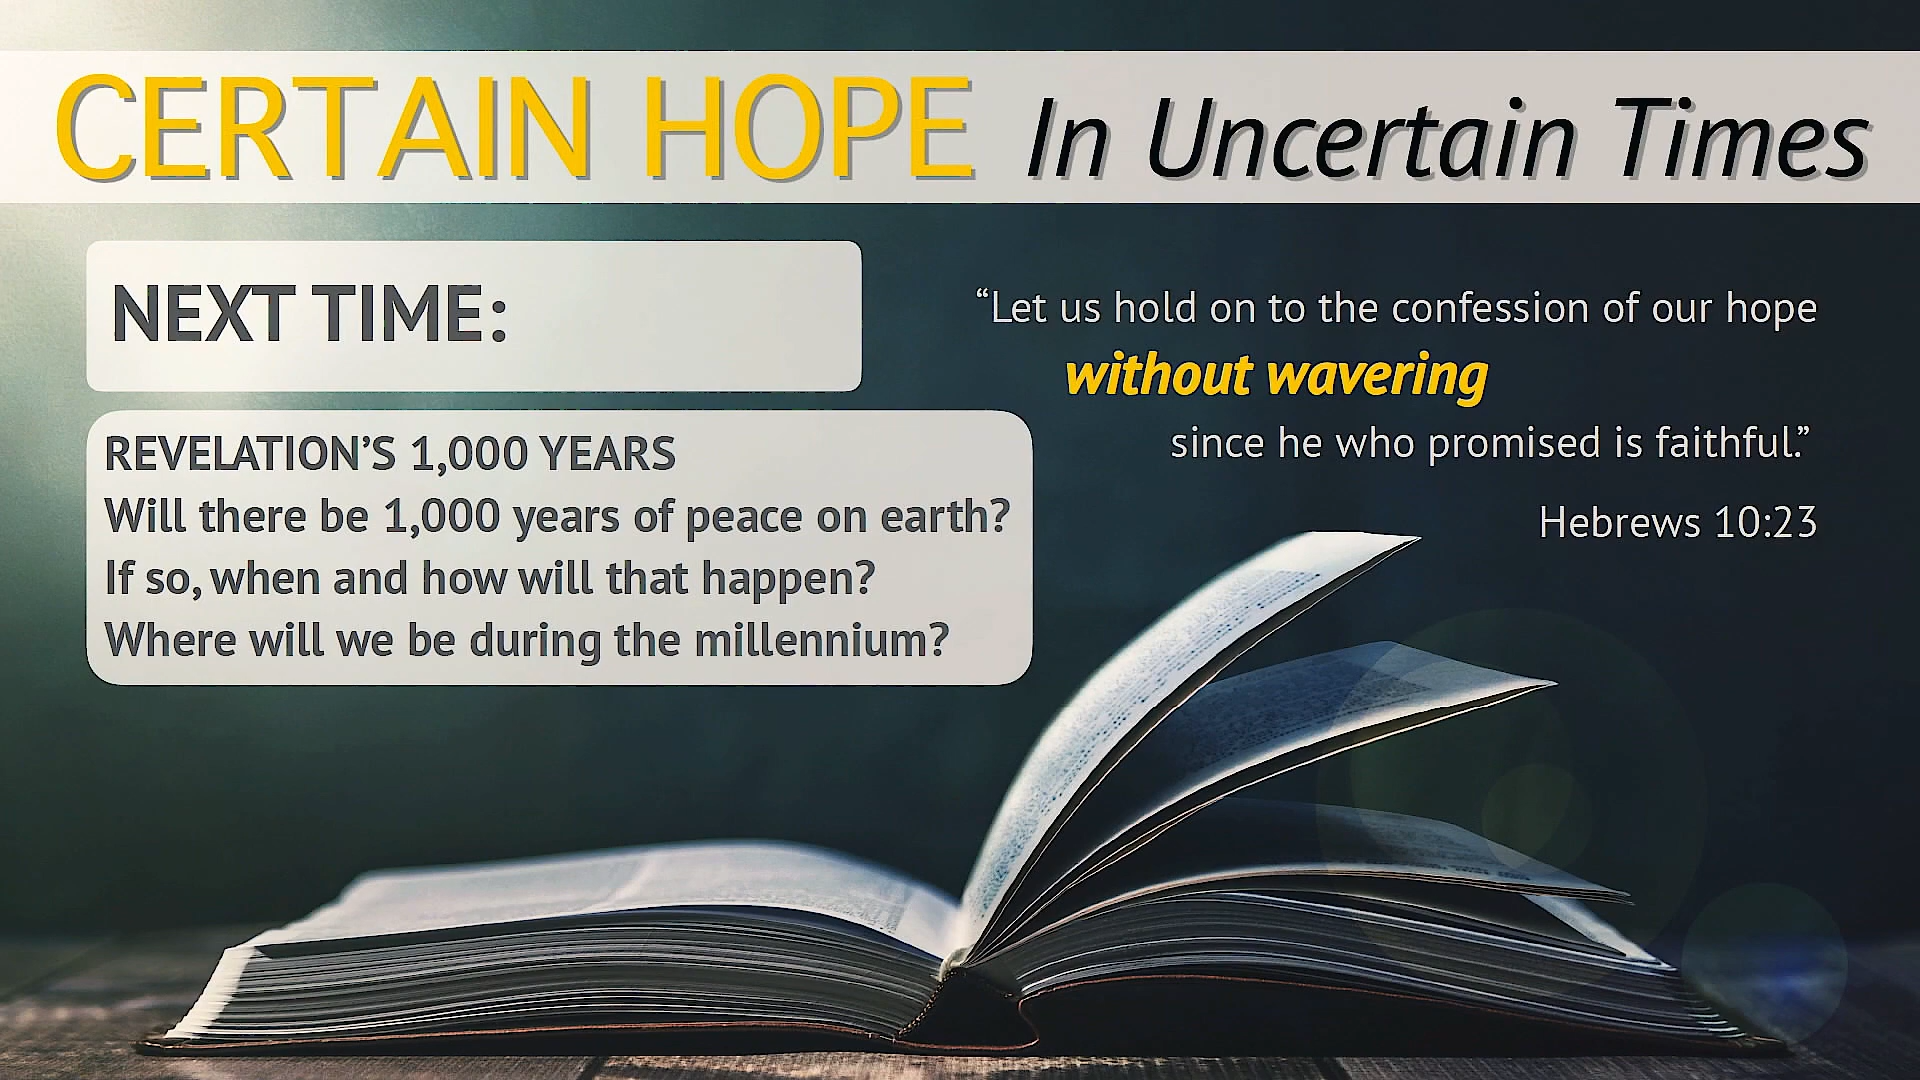 CERTAIN HOPE In Uncertain Times
NEXT TIME:
REVELATION’S 1,000 YEARS
Will there be 1,000 years of peace on earth?
If so, when and how will that happen?
Where will we be during the millennium?
“Let us hold on to the confession of our hope
without wavering
since he who promised is faithful.”
Hebrews 10:23